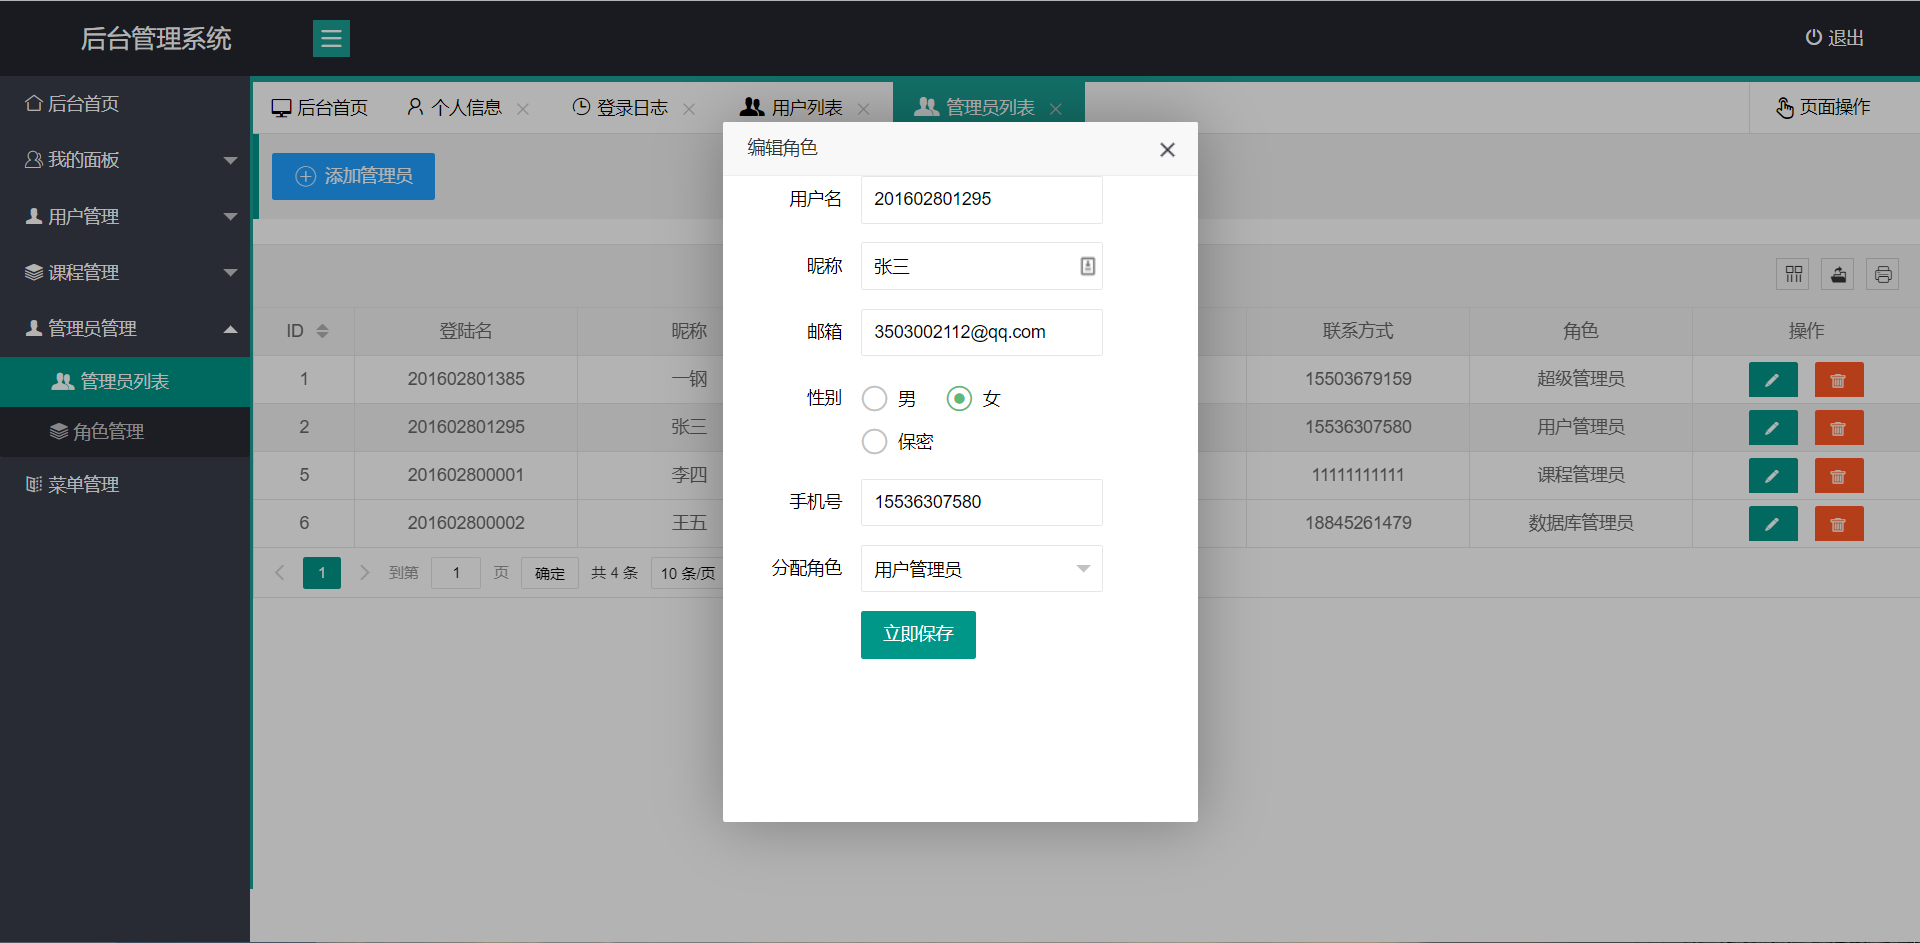 后台管理系统
退出
后台首页
我的面板
用户管理
课程管理
管理员管理
管理员列表
角色管理
菜单管理
后台首页 个人信息 登录日志 用户列表 管理员列表 页面操作
添加管理员
ID 登陆名 昵称 联系方式 角色 操作
1 201602801385 一钢 15503679159 超级管理员
2 201602801295 张三 15536307580 用户管理员
5 201602800001 李四 11111111111 课程管理员
6 201602800002 王五 18845261479 数据库管理员
1 到第 1 页 确定 共 4 条 10 条/页
编辑角色
用户名 201602801295
昵称 张三
邮箱 3503002112@qq.com
性别 男 女
保密
手机号 15536307580
分配角色 用户管理员
立即保存